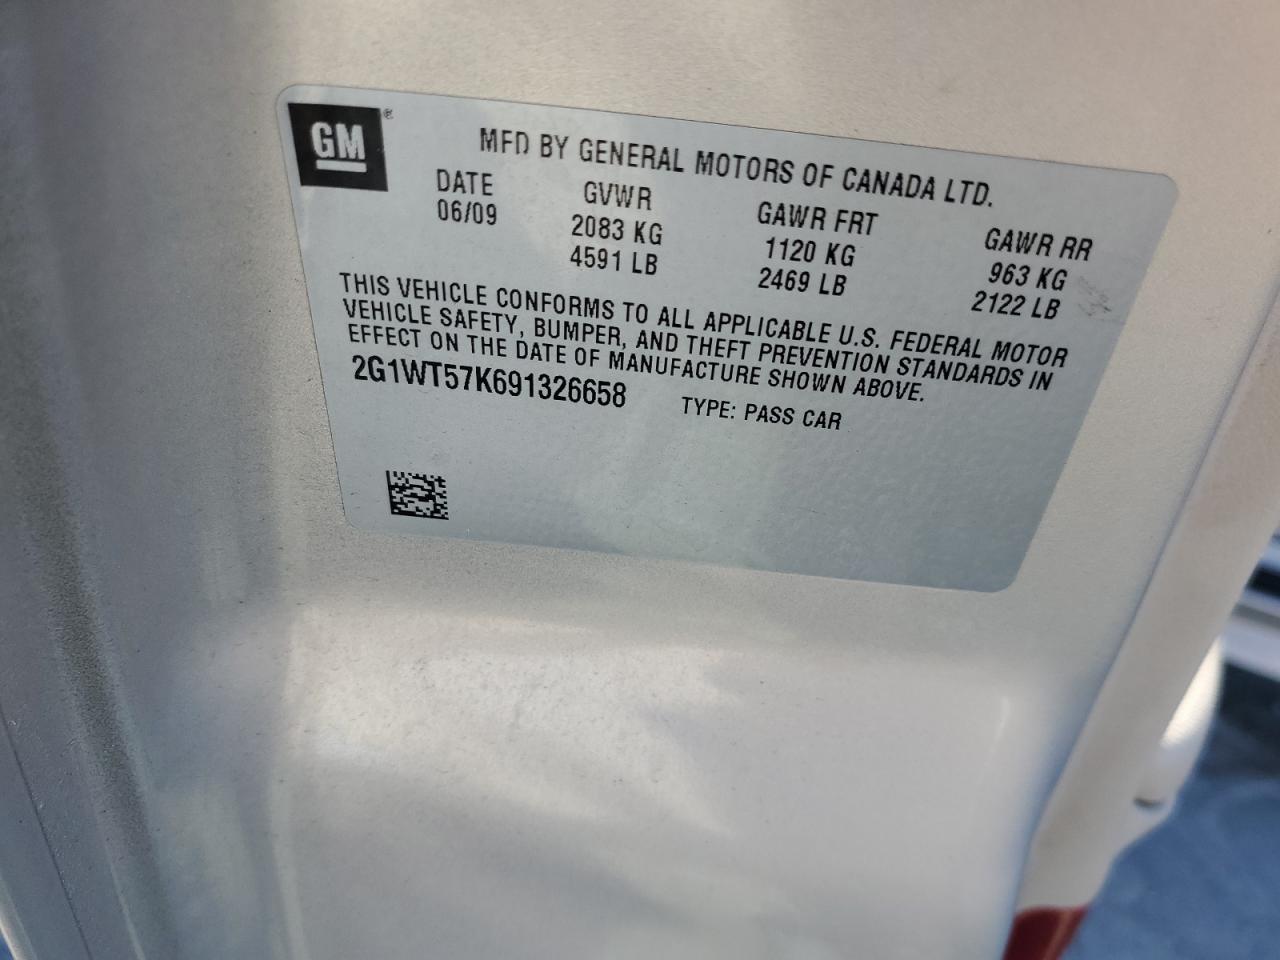 GM®
MFD BY GENERAL MOTORS OF CANADA LTD.
DATE GVWR GAWR FRT GAWR RR
06/09 2083 KG 1120 KG 963 KG
4591 LB 2469 LB 2122 LB
THIS VEHICLE CONFORMS TO ALL APPLICABLE U.S. FEDERAL MOTOR
VEHICLE SAFETY, BUMPER, AND THEFT PREVENTION STANDARDS IN
EFFECT ON THE DATE OF MANUFACTURE SHOWN ABOVE.
2G1WT57K691326658 TYPE: PASS CAR